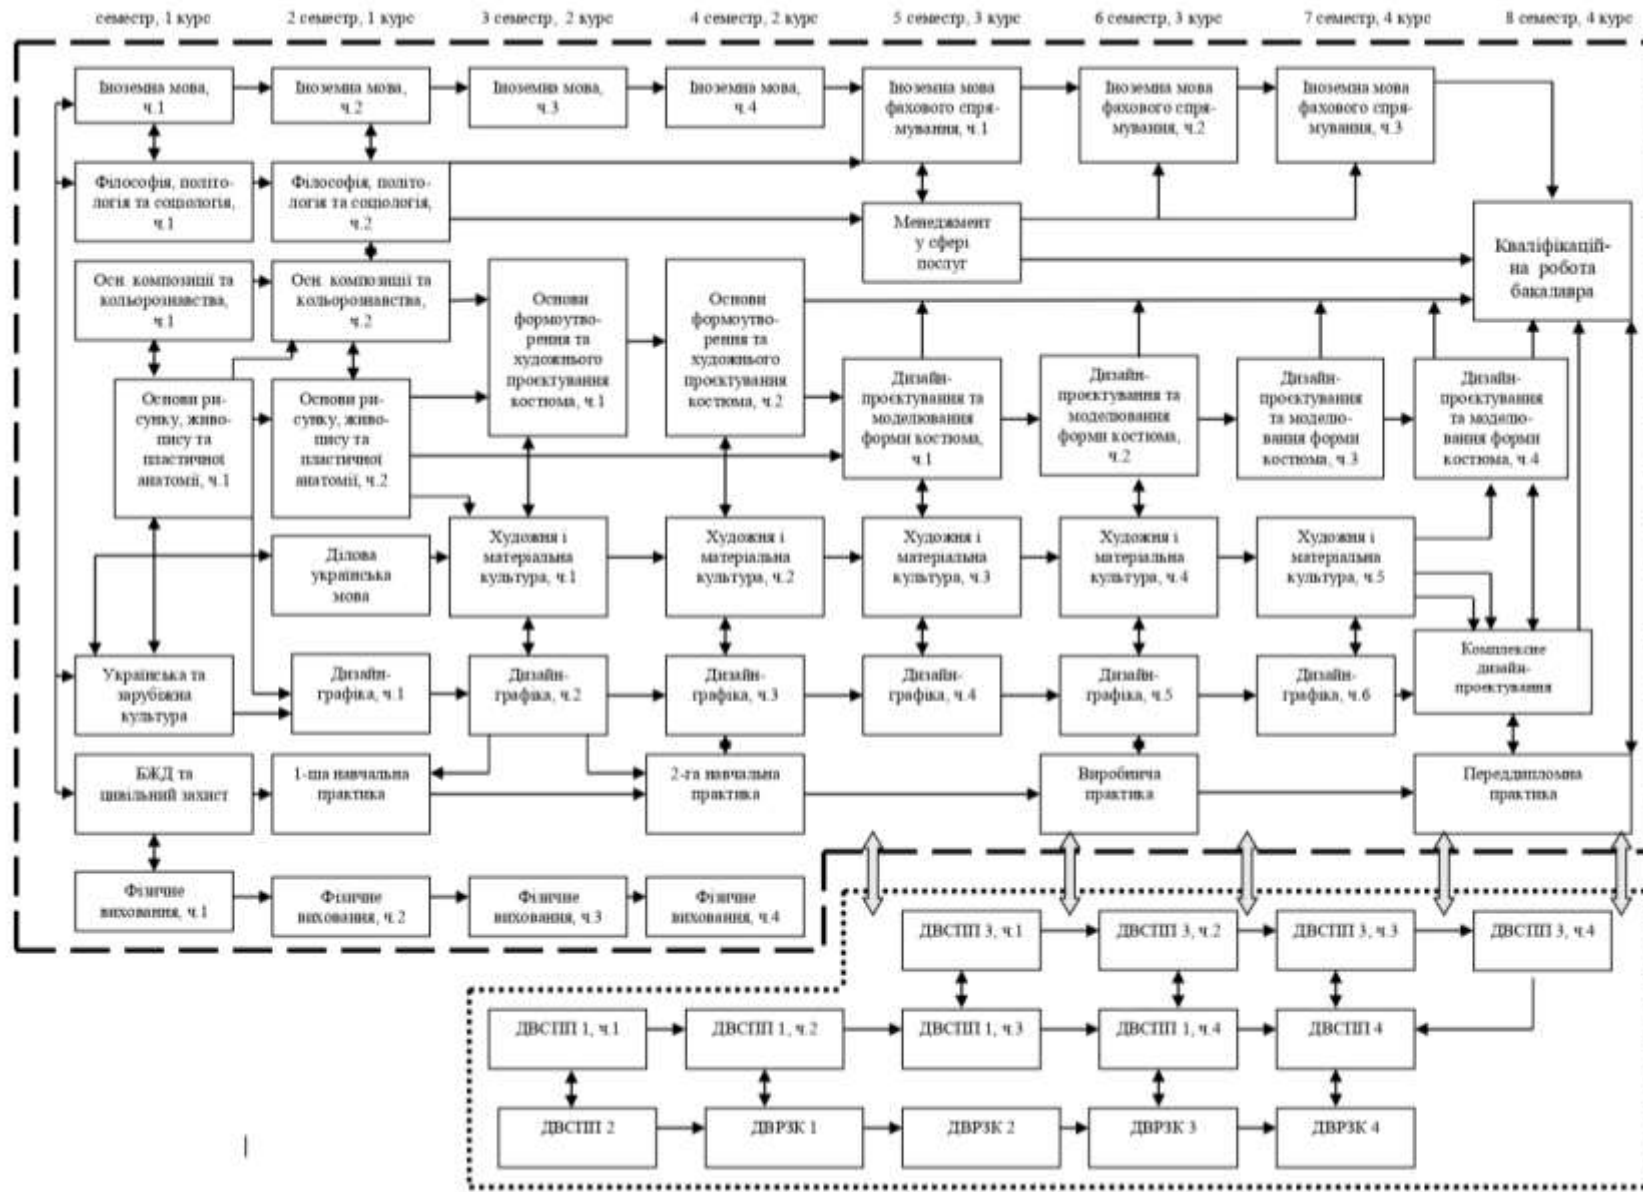 семестр, 1 курс
2 семестр, 1 курс
3 семестр, 2 курс
4 семестр, 2 курс
5 семестр, 3 курс
6 семестр, 3 курс
7 семестр, 4 курс
8 семестр, 4 курс
Іноземна мова,
ч.1
Іноземна мова,
ч.2
Іноземна мова,
ч.3
Іноземна мова,
ч.4
Іноземна мова
фахового спря-
мування, ч.1
Іноземна мова
фахового спря-
мування, ч.2
Іноземна мова
фахового спря-
мування, ч.3
Філософія, політо-
логія та соціологія,
ч.1
Філософія, політо-
логія та соціологія,
ч.2
Менеджмент
у сфері
послуг
Кваліфікацій-
на робота
бакалавра
Осн. композиції та
кольорознавства,
ч.1
Осн. композиції та
кольорознавства,
ч.2
Основи
формоутво-
рення та
художнього
проєктування
костюма, ч.1
Основи
формоутво-
рення та
художнього
проєктування
костюма, ч.2
Основи ри-
сунку, живо-
пису та
пластичної
анатомії, ч.1
Основи ри-
сунку, живо-
пису та
пластичної
анатомії, ч.2
Дизайн-
проєктування та
моделювання
форми костюма,
ч.1
Дизайн-
проєктування та
моделювання
форми костюма,
ч.2
Дизайн-
проєктування
та моделю-
вання форми
костюма, ч.3
Дизайн-
проєктування
та моделю-
вання форми
костюма, ч.4
Ділова
українська
мова
Художня і
матеріальна
культура, ч.1
Художня і
матеріальна
культура, ч.2
Художня і
матеріальна
культура, ч.3
Художня і
матеріальна
культура, ч.4
Художня і
матеріальна
культура, ч.5
Українська та
зарубіжна
культура
Дизайн-
графіка, ч.1
Дизайн-
графіка, ч.2
Дизайн-
графіка, ч.3
Дизайн-
графіка, ч.4
Дизайн-
графіка, ч.5
Дизайн-
графіка, ч.6
Комплексне
дизайн-
проектування
БЖД та
цивільний захист
1-ша навчальна
практика
2-га навчальна
практика
Виробнича
практика
Переддипломна
практика
Фізичне
виховання, ч.1
Фізичне
виховання, ч.2
Фізичне
виховання, ч.3
Фізичне
виховання, ч.4
ДВСПП 3, ч.1
ДВСПП 3, ч.2
ДВСПП 3, ч.3
ДВСПП 3, ч.4
ДВСПП 1, ч.1
ДВСПП 1, ч.2
ДВСПП 1, ч.3
ДВСПП 1, ч.4
ДВСПП 4
ДВСПП 2
ДВРЗК 1
ДВРЗК 2
ДВРЗК 3
ДВРЗК 4